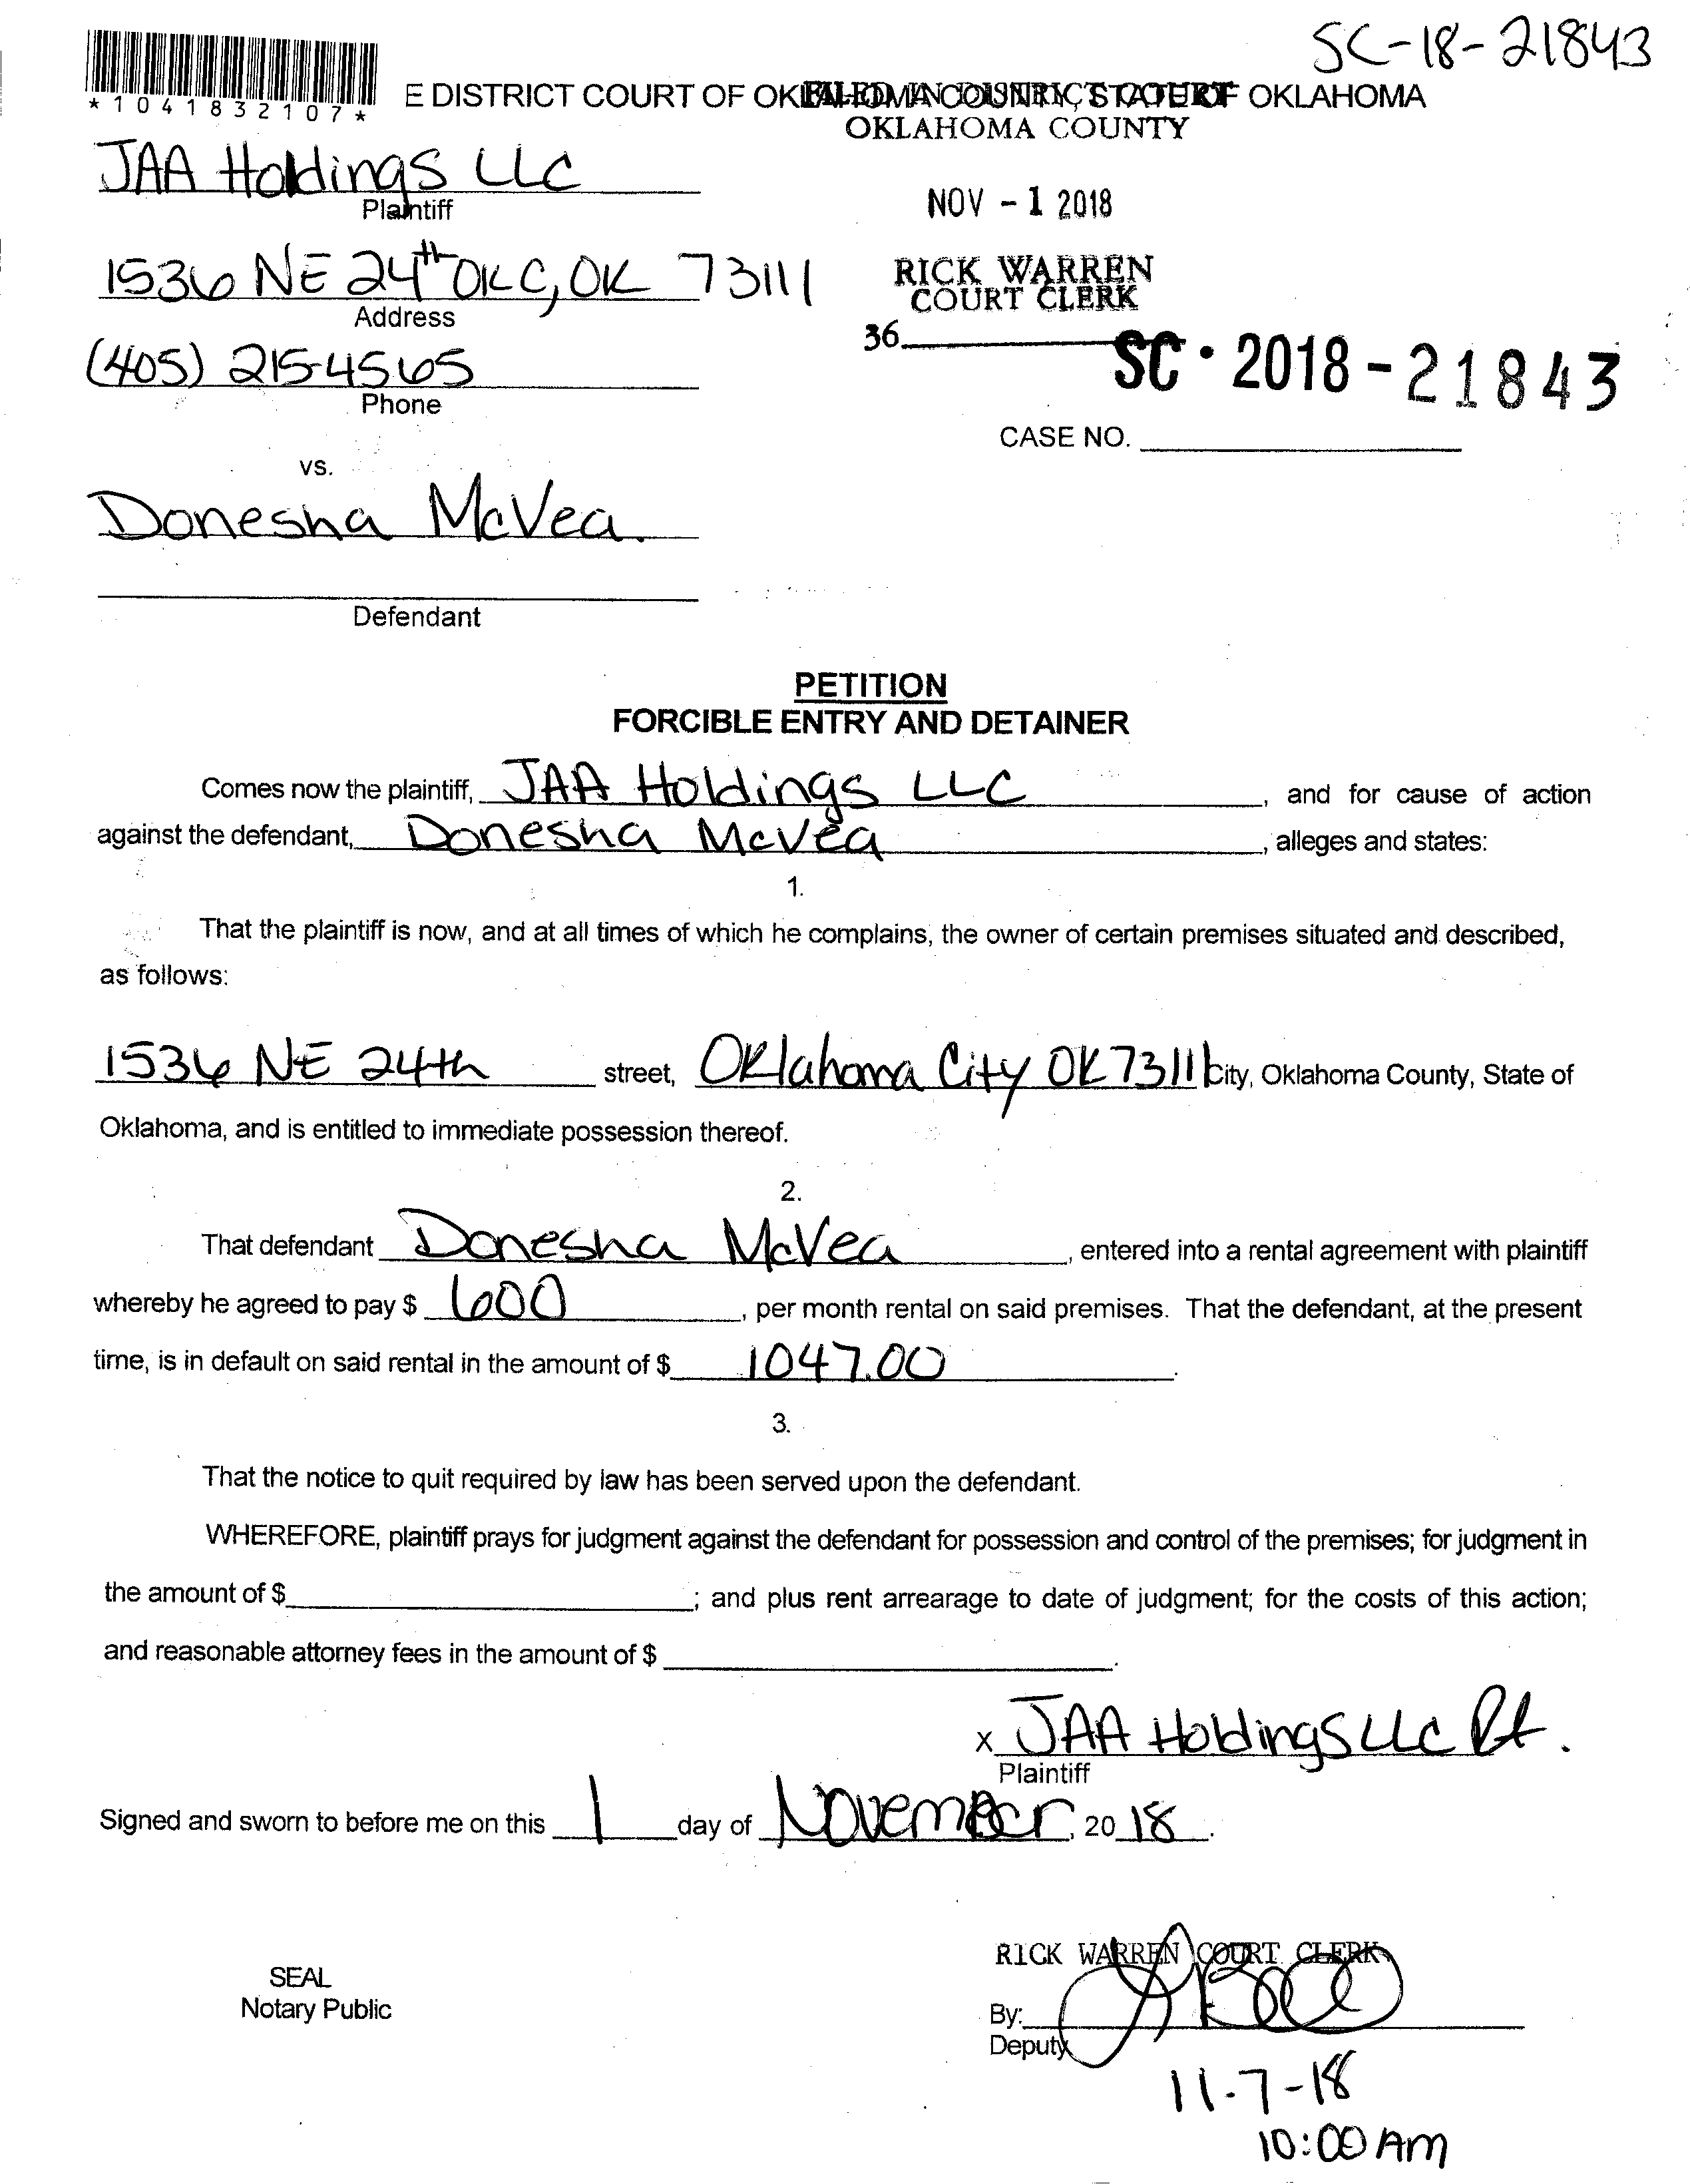 SC-18-21843
*1041832107*
E DISTRICT COURT OF OKLAHOMA COUNTY, STATE OF OKLAHOMA
FILED IN DISTRICT COURT
OKLAHOMA COUNTY
JAA Holdings LLC
Plaintiff
NOV - 1 2018
1536 NE 24th OKC, OK 73111
Address
RICK WARREN
COURT CLERK
(405) 215-4565
Phone
36
SC • 2018 - 21843
CASE NO.
vs.
Donesha McVea
Defendant
PETITION
FORCIBLE ENTRY AND DETAINER
Comes now the plaintiff, JAA Holdings LLC, and for cause of action
against the defendant, Donesha McVea, alleges and states:
1.
That the plaintiff is now, and at all times of which he complains, the owner of certain premises situated and described,
as follows:
1536 NE 24th street, Oklahoma City OK 73111 City, Oklahoma County, State of
Oklahoma, and is entitled to immediate possession thereof.
2.
That defendant Donesha McVea, entered into a rental agreement with plaintiff
whereby he agreed to pay $ 600, per month rental on said premises. That the defendant, at the present
time, is in default on said rental in the amount of $ 1047.00.
3.
That the notice to quit required by law has been served upon the defendant.
WHEREFORE, plaintiff prays for judgment against the defendant for possession and control of the premises; for judgment in
the amount of $ ; and plus rent arrearage to date of judgment; for the costs of this action;
and reasonable attorney fees in the amount of $ .
x JAA Holdings LLC
Plaintiff
Signed and sworn to before me on this 1 day of November, 20 18.
RICK WARREN COURT CLERK
SEAL
Notary Public
By:
Deputy
11-7-18
10:00 AM